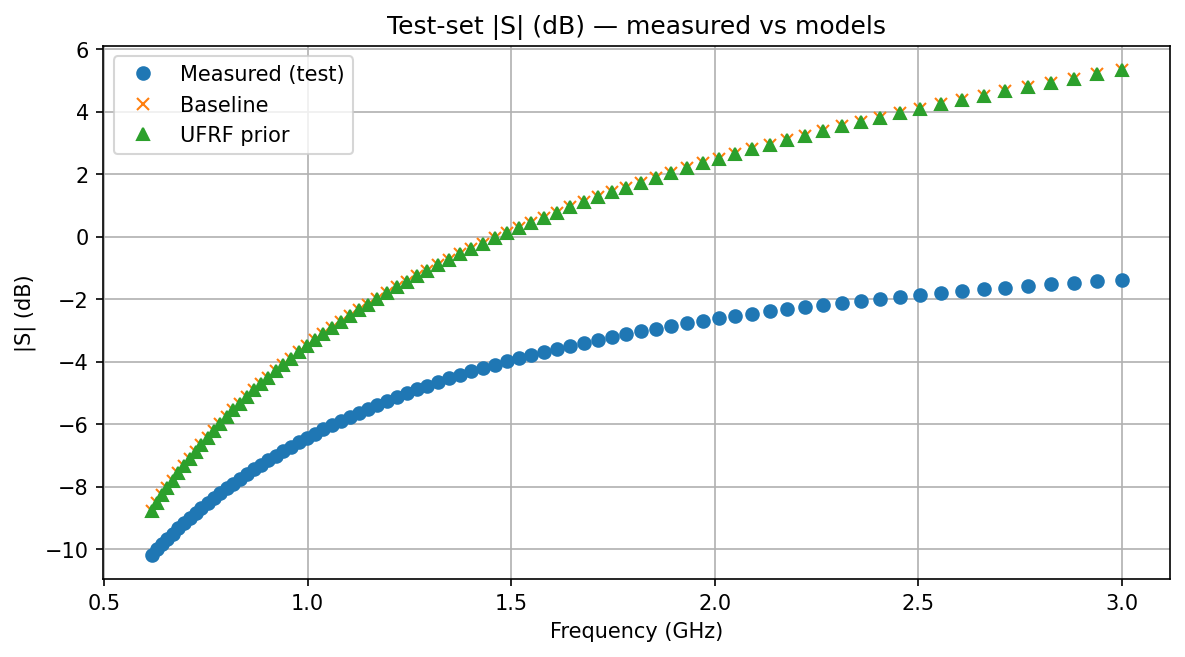 Test-set |S| (dB) — measured vs models
Measured (test)
Baseline
UFRF prior
|S| (dB)
6
4
2
0
−2
−4
−6
−8
−10
0.5 1.0 1.5 2.0 2.5 3.0
Frequency (GHz)